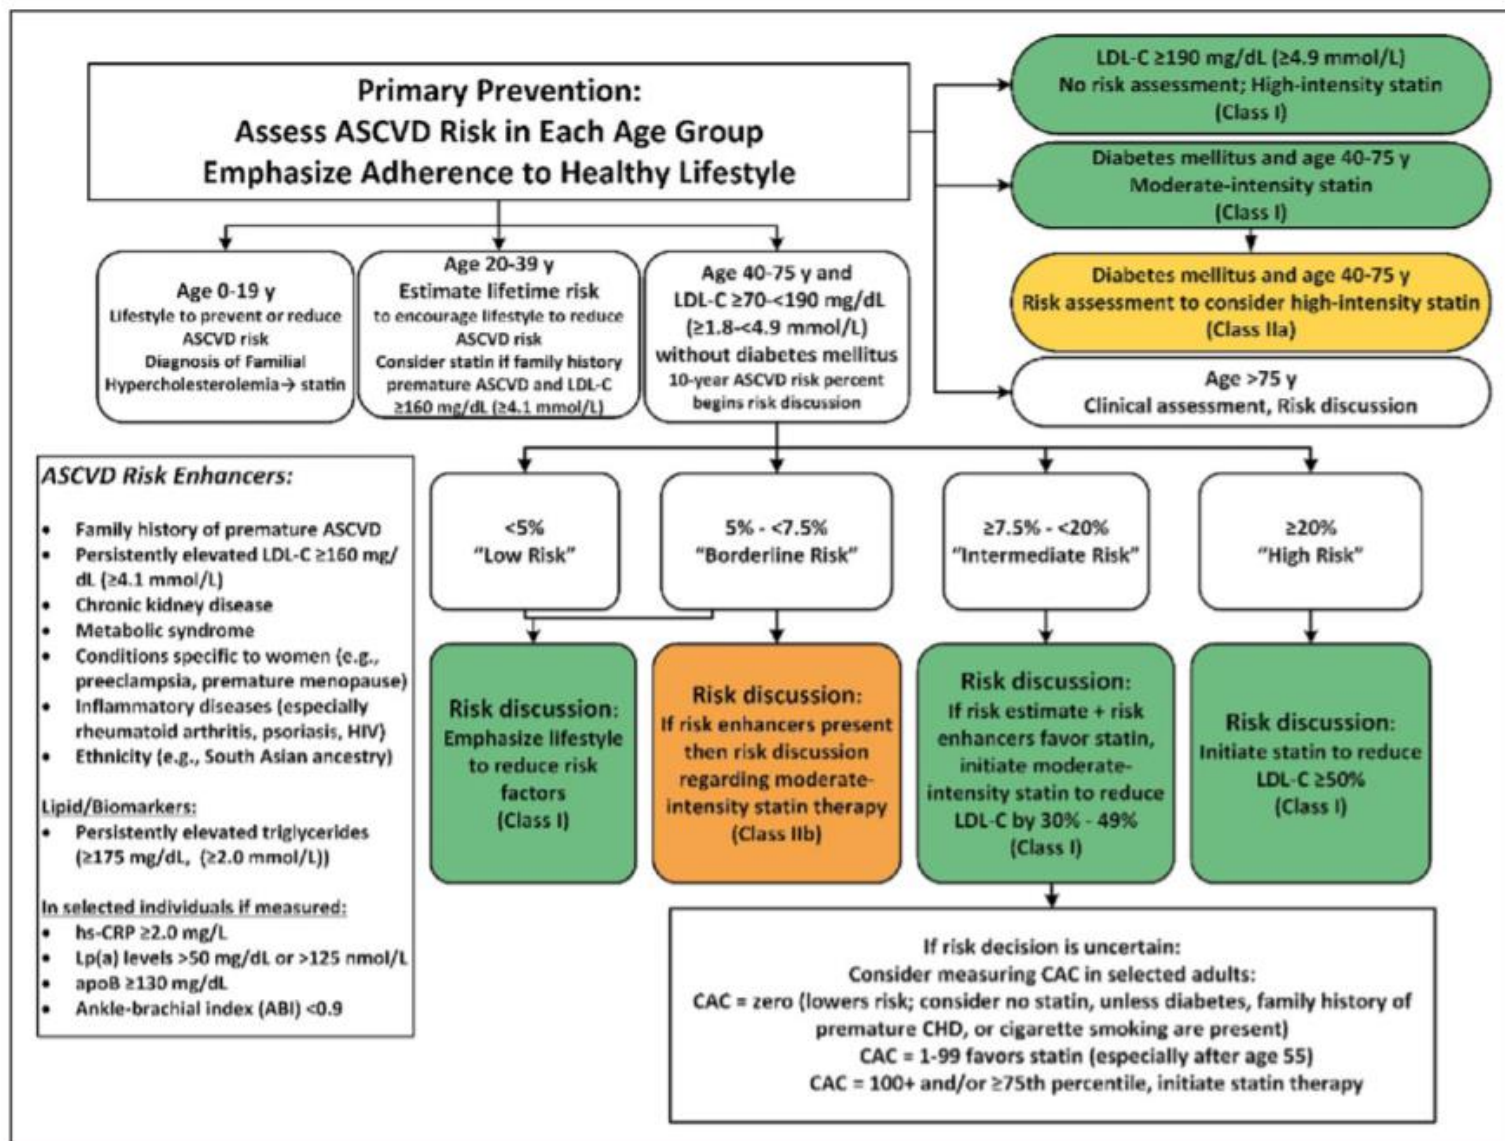 Primary Prevention:
Assess ASCVD Risk in Each Age Group
Emphasize Adherence to Healthy Lifestyle
LDL-C ≥190 mg/dL (≥4.9 mmol/L)
No risk assessment; High-intensity statin
(Class I)
Diabetes mellitus and age 40-75 y
Moderate-intensity statin
(Class I)
Diabetes mellitus and age 40-75 y
Risk assessment to consider high-intensity statin
(Class IIa)
Age >75 y
Clinical assessment, Risk discussion
Age 0-19 y
Lifestyle to prevent or reduce
ASCVD risk
Diagnosis of Familial
Hypercholesterolemia→ statin
Age 20-39 y
Estimate lifetime risk
to encourage lifestyle to reduce
ASCVD risk
Consider statin if family history
premature ASCVD and LDL-C
≥160 mg/dL (≥4.1 mmol/L)
Age 40-75 y and
LDL-C ≥70-<190 mg/dL
(≥1.8-<4.9 mmol/L)
without diabetes mellitus
10-year ASCVD risk percent
begins risk discussion
ASCVD Risk Enhancers:
• Family history of premature ASCVD
• Persistently elevated LDL-C ≥160 mg/
dL (≥4.1 mmol/L)
• Chronic kidney disease
• Metabolic syndrome
• Conditions specific to women (e.g.,
preeclampsia, premature menopause)
• Inflammatory diseases (especially
rheumatoid arthritis, psoriasis, HIV)
• Ethnicity (e.g., South Asian ancestry)
Lipid/Biomarkers:
• Persistently elevated triglycerides
(≥175 mg/dL, (≥2.0 mmol/L))
In selected individuals if measured:
• hs-CRP ≥2.0 mg/L
• Lp(a) levels >50 mg/dL or >125 nmol/L
• apoB ≥130 mg/dL
• Ankle-brachial index (ABI) <0.9
<5%
"Low Risk"
5% - <7.5%
"Borderline Risk"
≥7.5% - <20%
"Intermediate Risk"
≥20%
"High Risk"
Risk discussion:
Emphasize lifestyle
to reduce risk
factors
(Class I)
Risk discussion:
If risk enhancers present
then risk discussion
regarding moderate-
intensity statin therapy
(Class IIb)
Risk discussion:
If risk estimate + risk
enhancers favor statin,
initiate moderate-
intensity statin to reduce
LDL-C by 30% - 49%
(Class I)
Risk discussion:
Initiate statin to reduce
LDL-C ≥50%
(Class I)
If risk decision is uncertain:
Consider measuring CAC in selected adults:
CAC = zero (lowers risk; consider no statin, unless diabetes, family history of
premature CHD, or cigarette smoking are present)
CAC = 1-99 favors statin (especially after age 55)
CAC = 100+ and/or ≥75th percentile, initiate statin therapy